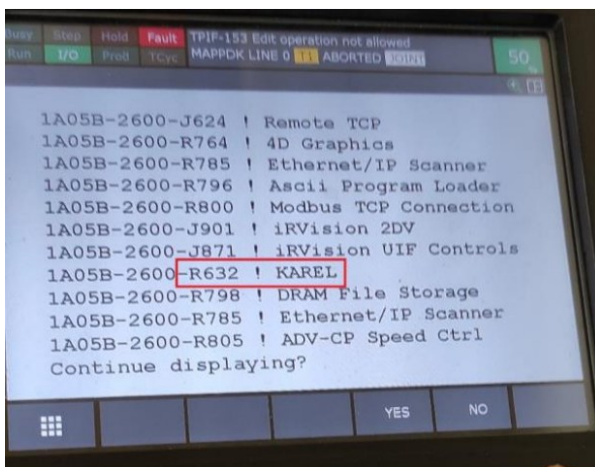 Busy Step Hold Fault TPIF-153 Edit operation not allowed
Run I/O Prod TCyc MAPPDK LINE 0 T1 ABORTED JOINT 50%
1A05B-2600-J624 ! Remote TCP
1A05B-2600-R764 ! 4D Graphics
1A05B-2600-R785 ! Ethernet/IP Scanner
1A05B-2600-R796 ! Ascii Program Loader
1A05B-2600-R800 ! Modbus TCP Connection
1A05B-2600-J901 ! iRVision 2DV
1A05B-2600-J871 ! iRVision UIF Controls
1A05B-2600-R632 ! KAREL
1A05B-2600-R798 ! DRAM File Storage
1A05B-2600-R785 ! Ethernet/IP Scanner
1A05B-2600-R805 ! ADV-CP Speed Ctrl
Continue displaying?
YES NO